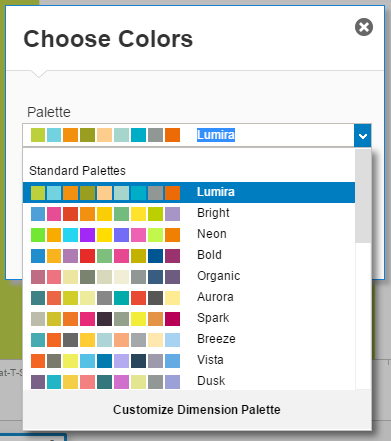 Choose Colors
Palette
Lumira
Standard Palettes
Lumira
Bright
Neon
Bold
Organic
Aurora
Spark
Breeze
Vista
Dusk
Customize Dimension Palette